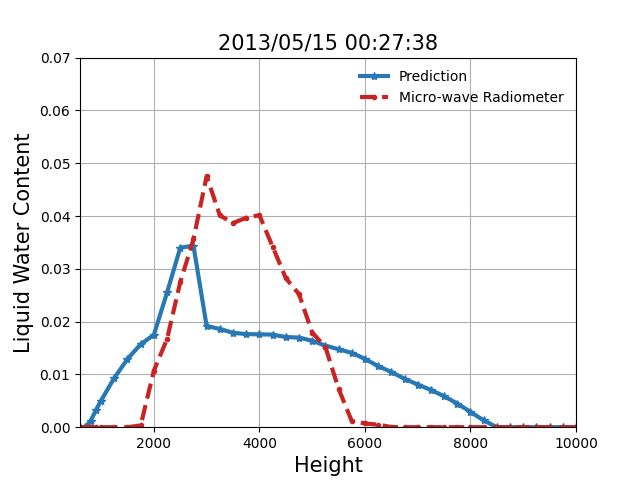 2013/05/15 00:27:38
Prediction
Micro-wave Radiometer
Liquid Water Content
0.07
0.06
0.05
0.04
0.03
0.02
0.01
0.00
2000 4000 6000 8000 10000
Height